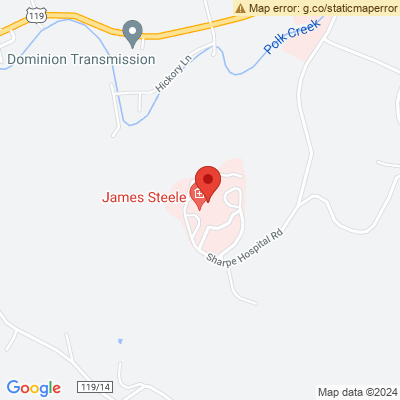 Map error: g.co/staticmaperror
119
Polk Creek
Dominion Transmission
Hickory Ln
James Steele
Sharpe Hospital Rd
Google
119/14
Map data ©2024